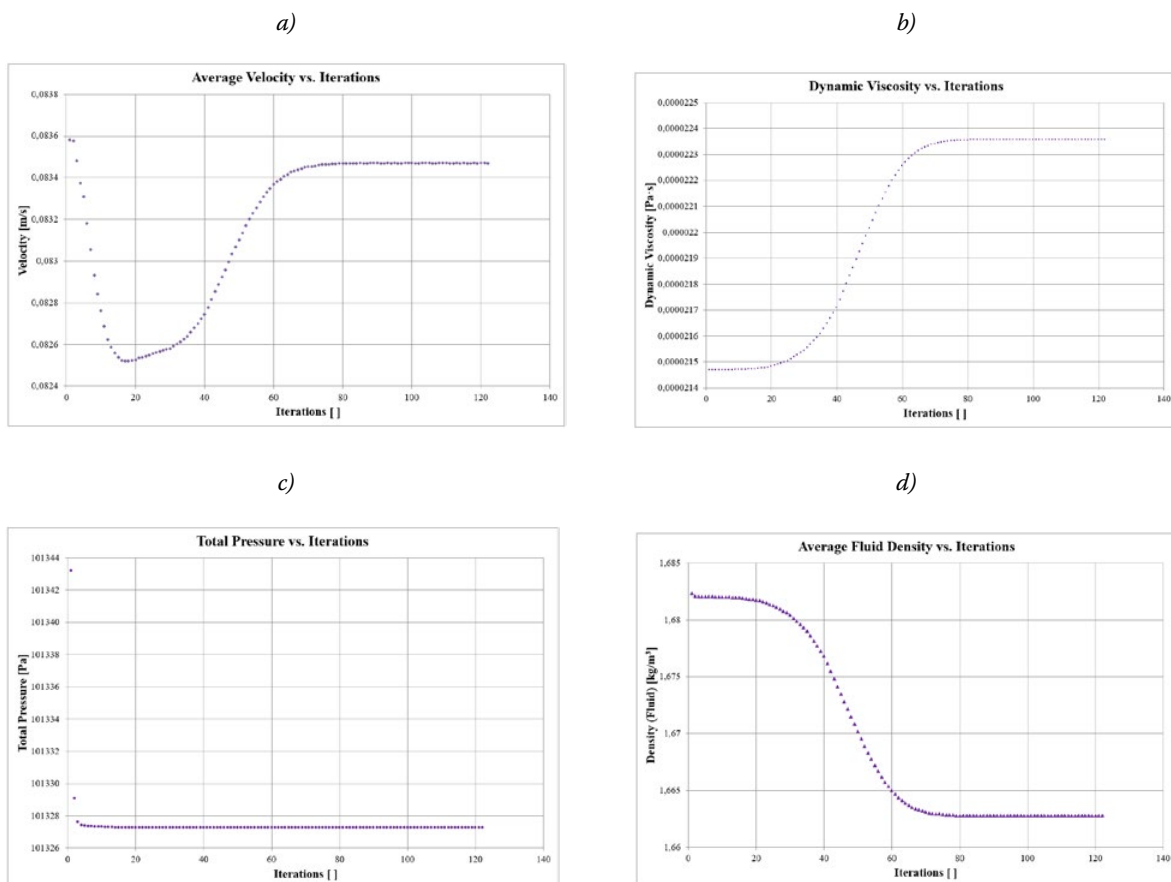 a)
Average Velocity vs. Iterations
Velocity [m/s]
0,0838
0,0836
0,0834
0,0832
0,083
0,0828
0,0826
0,0824
0 20 40 60 80 100 120 140
Iterations [ ]
b)
Dynamic Viscosity vs. Iterations
Dynamic Viscosity [Pa·s]
0,0000225
0,0000224
0,0000223
0,0000222
0,0000221
0,000022
0,0000219
0,0000218
0,0000217
0,0000216
0,0000215
0,0000214
0 20 40 60 80 100 120 140
Iterations [ ]
c)
Total Pressure vs. Iterations
Total Pressure [Pa]
101344
101342
101340
101338
101336
101334
101332
101330
101328
101326
0 20 40 60 80 100 120 140
Iterations [ ]
d)
Average Fluid Density vs. Iterations
Density (Fluid) [kg/m³]
1,685
1,68
1,675
1,67
1,665
1,66
0 20 40 60 80 100 120 140
Iterations [ ]